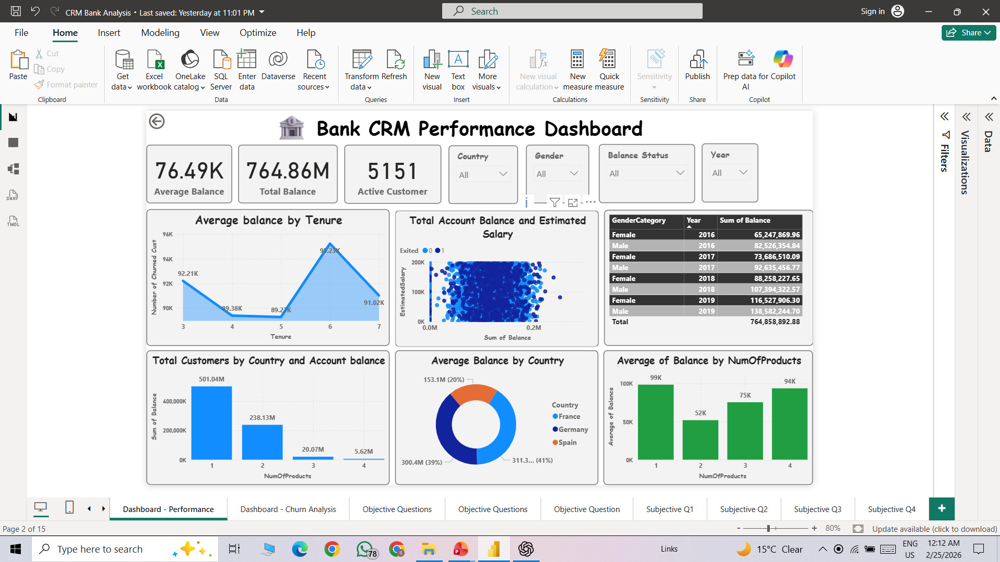 CRM Bank Analysis • Last saved: Yesterday at 11:01 PM
Search
Sign in
File
Home
Insert
Modeling
View
Optimize
Help
Share
Paste
Cut
Copy
Format painter
Clipboard
Get data
Excel workbook
OneLake catalog
SQL Server
Enter data
Dataverse
Recent sources
Data
Transform data
Refresh
Queries
New visual
Text box
More visuals
Insert
New visual calculation
New measure
Quick measure
Calculations
Sensitivity
Sensitivity
Publish
Share
Prep data for AI
Copilot
Copilot
DAX
TMDL
Bank CRM Performance Dashboard
76.49K
Average Balance
764.86M
Total Balance
5151
Active Customer
Country
All
Gender
All
Balance Status
All
Year
All
Filters
Visualizations
Data
Average balance by Tenure
Number of Churned Cust
96K
94K
92K
90K
92.21K
89.38K
89.27K
95.23K
91.02K
3
4
5
6
7
Tenure
Total Account Balance and Estimated
Salary
Exited 0 1
EstimatedSalary
200K
100K
0K
0.0M
0.2M
Sum of Balance
GenderCategory Year Sum of Balance
Female 2016 65,247,869.96
Male 2016 82,526,354.84
Female 2017 73,686,510.09
Male 2017 92,635,456.77
Female 2018 88,258,227.65
Male 2018 107,394,322.57
Female 2019 116,527,906.30
Male 2019 138,582,244.70
Total 764,858,892.88
Total Customers by Country and Account balance
Sum of Balance
400,000K
200,000K
0K
501.04M
238.13M
20.07M
5.62M
1
2
3
4
NumOfProducts
Average Balance by Country
153.1M (20%)
300.4M (39%)
311.3... (41%)
Country
France
Germany
Spain
Average of Balance by NumOfProducts
Average of Balance
100K
50K
0K
99K
52K
75K
94K
1
2
3
4
NumOfProducts
Dashboard - Performance
Dashboard - Churn Analysis
Objective Questions
Objective Questions
Objective Question
Subjective Q1
Subjective Q2
Subjective Q3
Subjective Q4
+
Page 2 of 15
- + 80%
Update available (click to download)
Type here to search
78
S
Links
15°C Clear
ENG
US
12:12 AM
2/25/2026